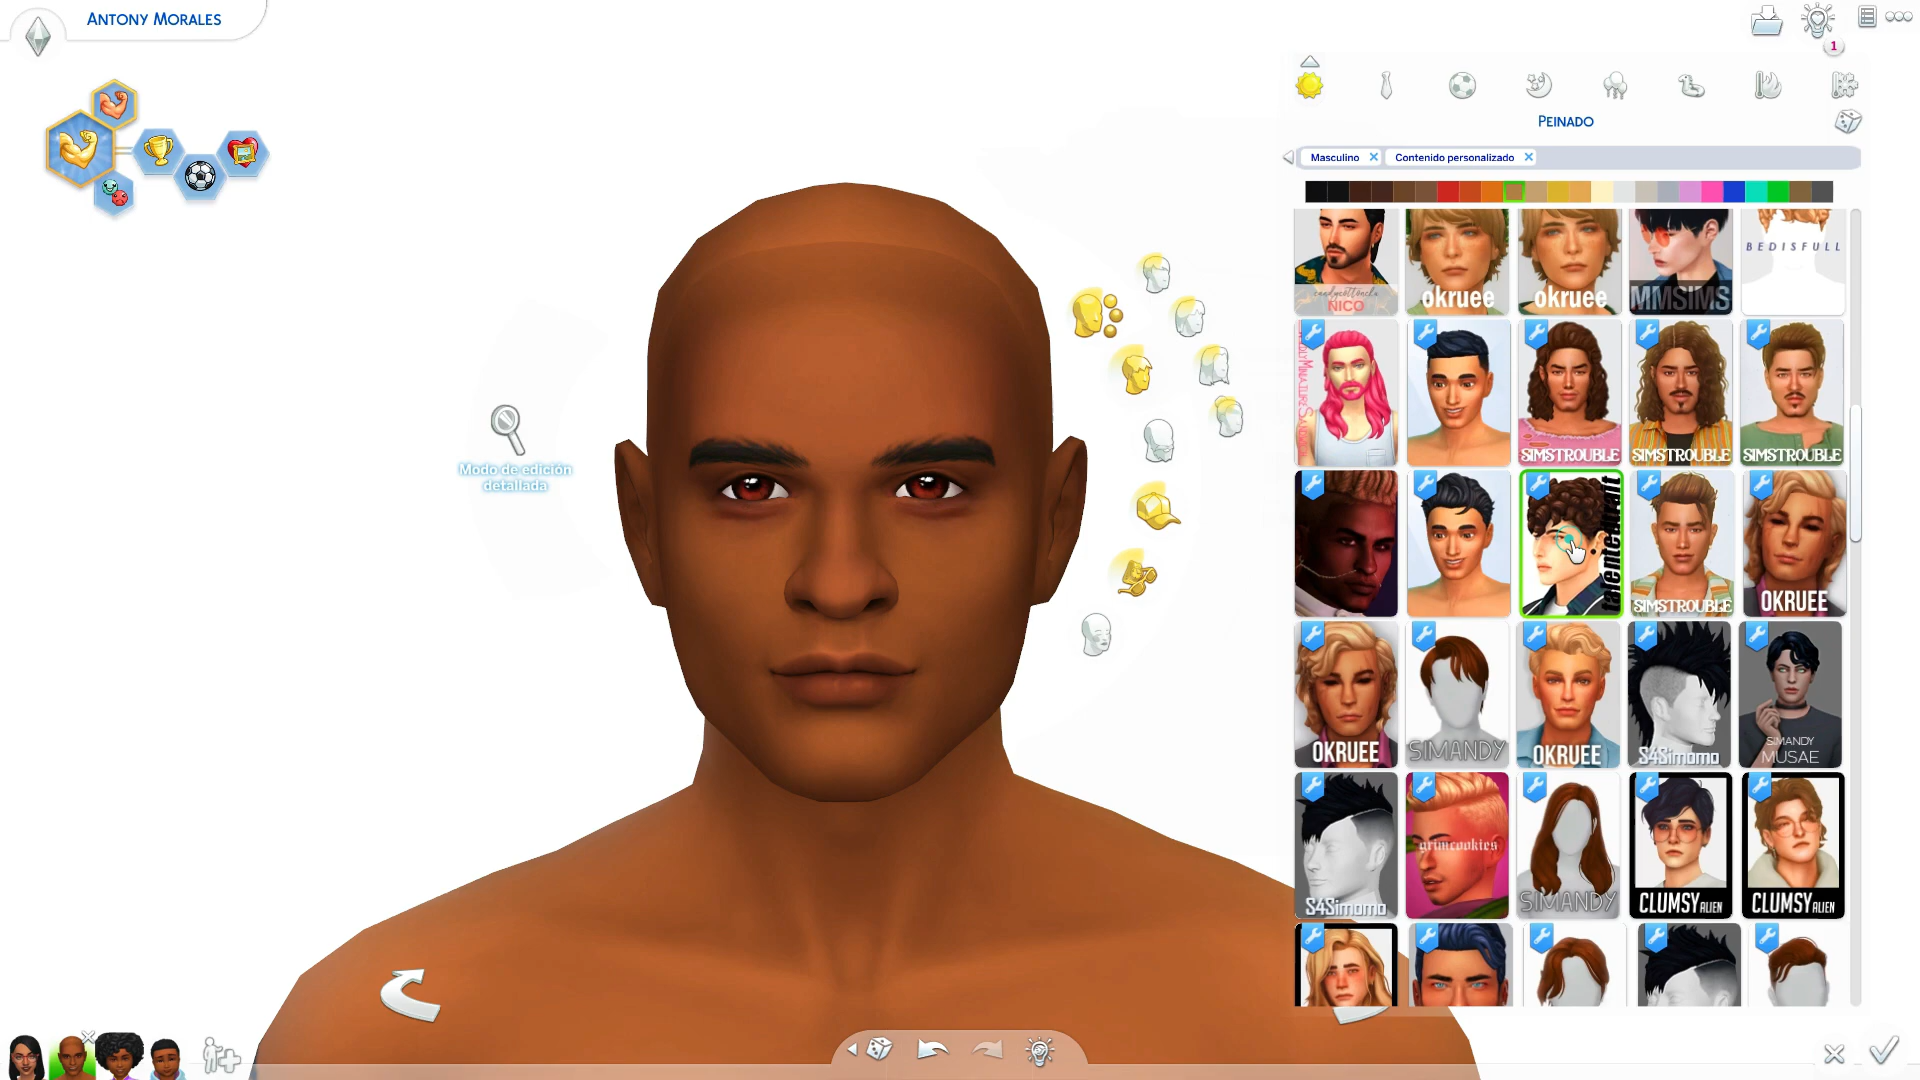 Antony Morales
1
Peinado
Masculino
Contenido personalizado
candycottonchu
NICO
okruee
okruee
MMSIMS
BEDISFULL
SIMSTROUBLE
SIMSTROUBLE
SIMSTROUBLE
Modo de edición
detallada
SIMSTROUBLE
OKRUEE
OKRUEE
SIMANDY
OKRUEE
S4Simomo
SIMANDY
MUSAE
S4Simomo
grimcookies
SIMANDY
CLUMSY ALIEN
CLUMSY ALIEN